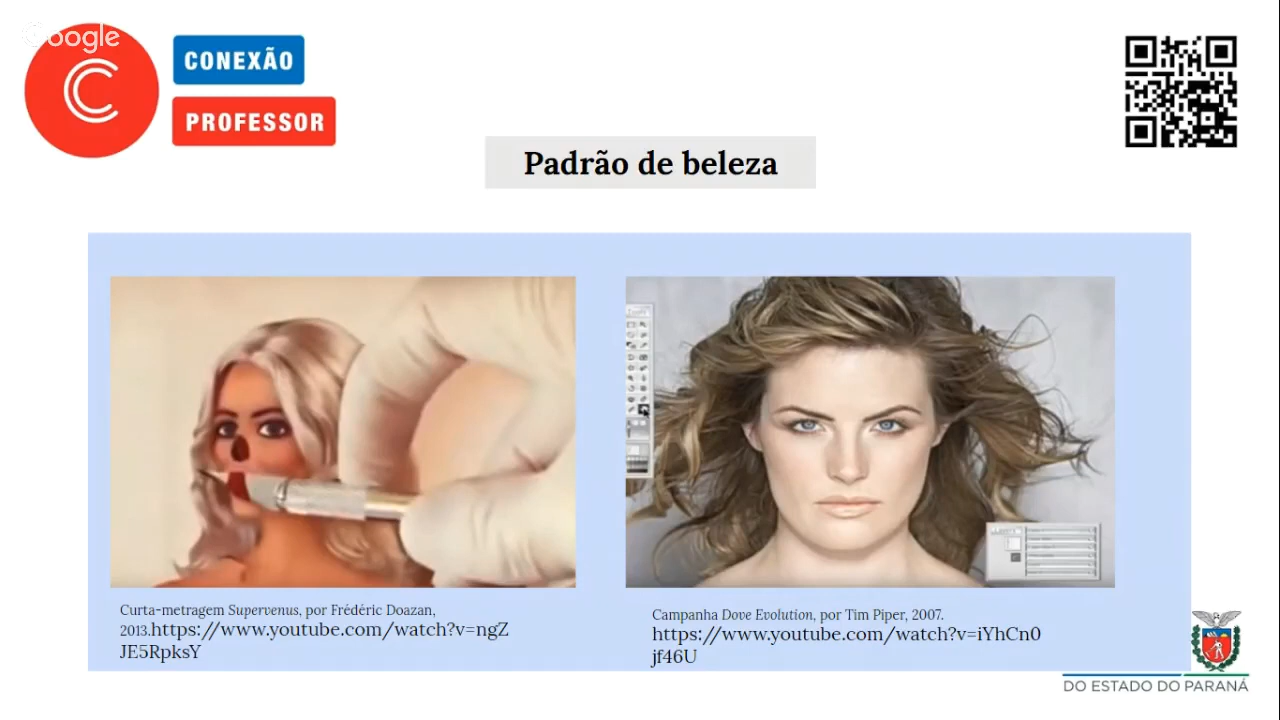 Google
CONEXÃO
PROFESSOR
Padrão de beleza
Curta-metragem Supervenus, por Frédéric Doazan,
2013.https://www.youtube.com/watch?v=ngZ
JE5RpksY
Campanha Dove Evolution, por Tim Piper, 2007.
https://www.youtube.com/watch?v=iYhCn0
jf46U
DO ESTADO DO PARANÁ